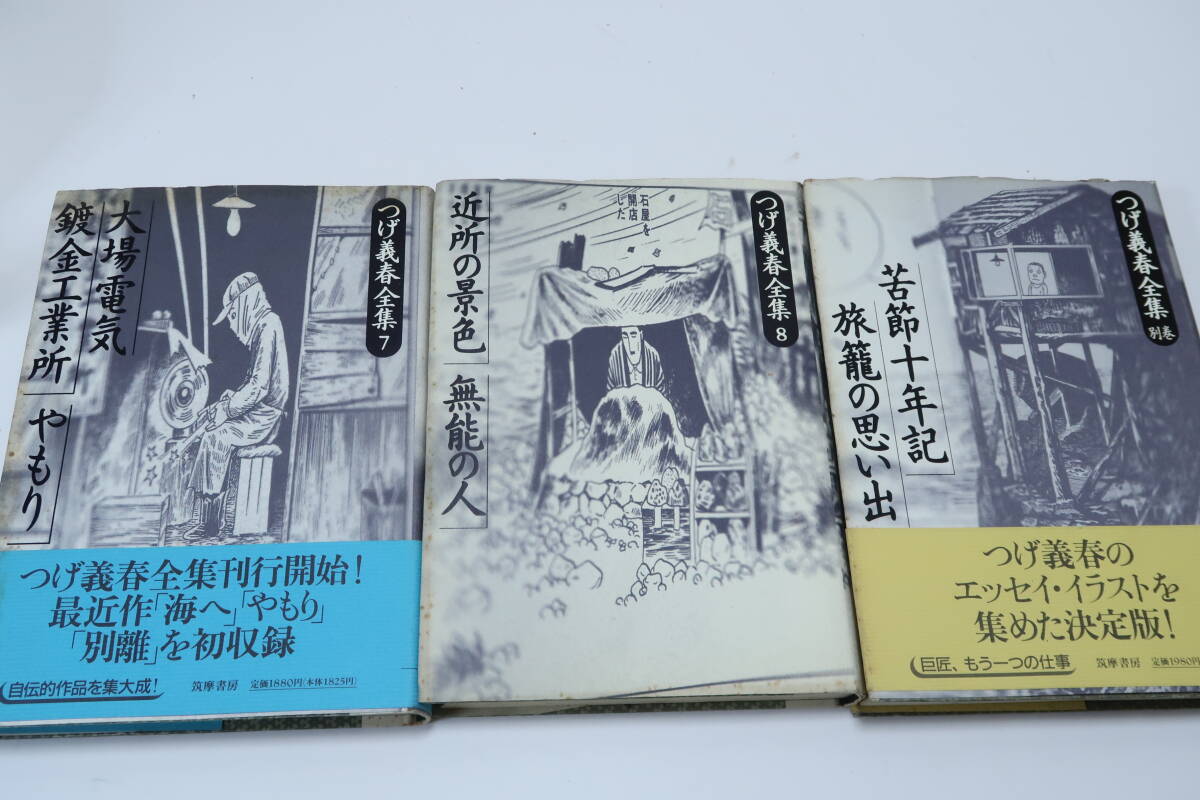 つげ義春全集7
大場電気
鍍金工業所
やもり
つげ義春全集刊行開始!
最近作「海へ」「やもり」
「別離」を初収録
自伝的作品を集大成!
筑摩書房
定価1880円(本体1825円)
つげ義春全集8
石屋を
開店
した
石
近所の景色
無能の人
つげ義春全集別巻
苦節十年記
旅籠の思い出
つげ義春の
エッセイ・イラストを
集めた決定版!
巨匠、もう一つの仕事
筑摩書房
定価1980円